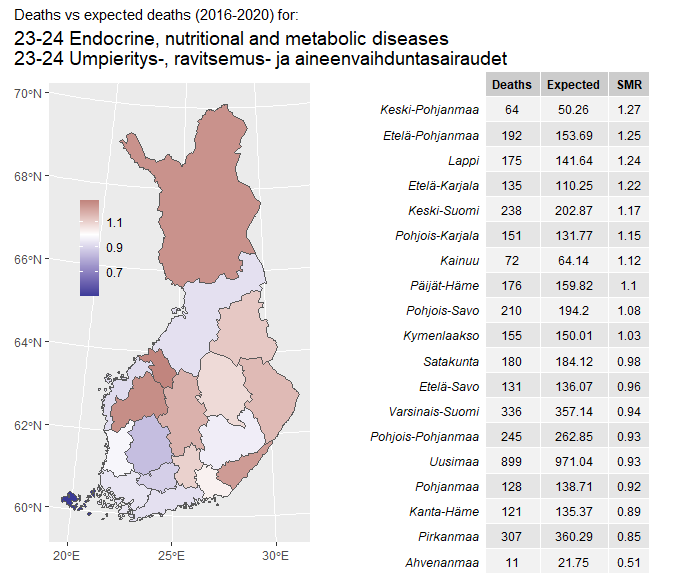 Deaths vs expected deaths (2016-2020) for:
23-24 Endocrine, nutritional and metabolic diseases
23-24 Umpieritys-, ravitsemus- ja aineenvaihduntasairaudet
70°N
68°N
66°N
64°N
62°N
60°N
20°E 25°E 30°E
1.1
0.9
0.7
Deaths Expected SMR
Keski-Pohjanmaa 64 50.26 1.27
Etelä-Pohjanmaa 192 153.69 1.25
Lappi 175 141.64 1.24
Etelä-Karjala 135 110.25 1.22
Keski-Suomi 238 202.87 1.17
Pohjois-Karjala 151 131.77 1.15
Kainuu 72 64.14 1.12
Päijät-Häme 176 159.82 1.1
Pohjois-Savo 210 194.2 1.08
Kymenlaakso 155 150.01 1.03
Satakunta 180 184.12 0.98
Etelä-Savo 131 136.07 0.96
Varsinais-Suomi 336 357.14 0.94
Pohjois-Pohjanmaa 245 262.85 0.93
Uusimaa 899 971.04 0.93
Pohjanmaa 128 138.71 0.92
Kanta-Häme 121 135.37 0.89
Pirkanmaa 307 360.29 0.85
Ahvenanmaa 11 21.75 0.51